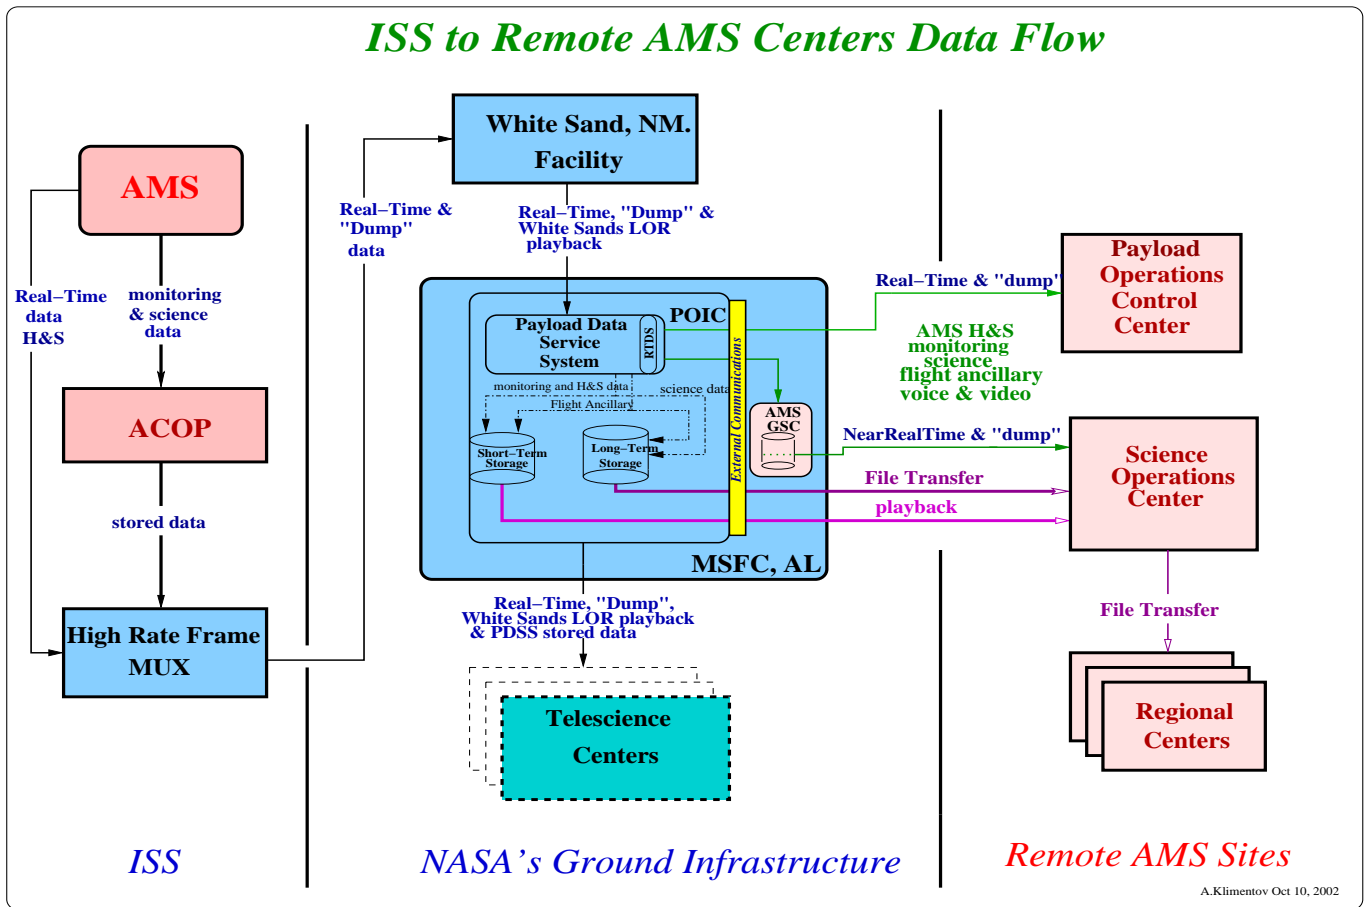 ISS to Remote AMS Centers Data Flow
AMS
Real-Time
data
H&S
monitoring
& science
data
ACOP
stored data
High Rate Frame
MUX
ISS
Real-Time &
"Dump"
data
White Sand, NM.
Facility
Real-Time, "Dump" &
White Sands LOR
playback
POIC
Payload Data
Service
System
RTDS
monitoring and H&S data
science data
Flight Ancillary
Short-Term
Storage
Long-Term
Storage
External Communications
AMS
GSC
MSFC, AL
Real-Time, "Dump",
White Sands LOR playback
& PDSS stored data
Telescience
Centers
NASA's Ground Infrastructure
Real-Time & "dump"
Payload
Operations
Control
Center
AMS H&S
monitoring
science
flight ancillary
voice & video
NearRealTime & "dump"
File Transfer
playback
Science
Operations
Center
File Transfer
Regional
Centers
Remote AMS Sites
A.Klimentov Oct 10, 2002